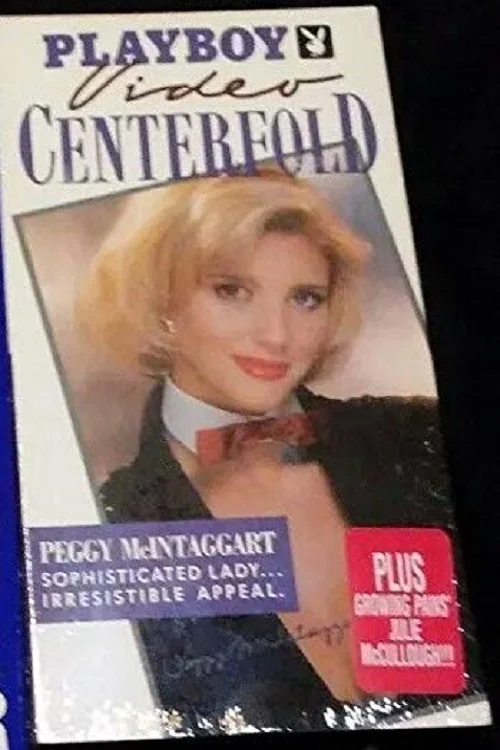 PLAYBOY
Video
CENTERFOLD
PEGGY McINTAGGART
SOPHISTICATED LADY...
IRRESISTIBLE APPEAL.
PLUS
GROWING PAINS'
JULIE
McCULLOUGH!!!